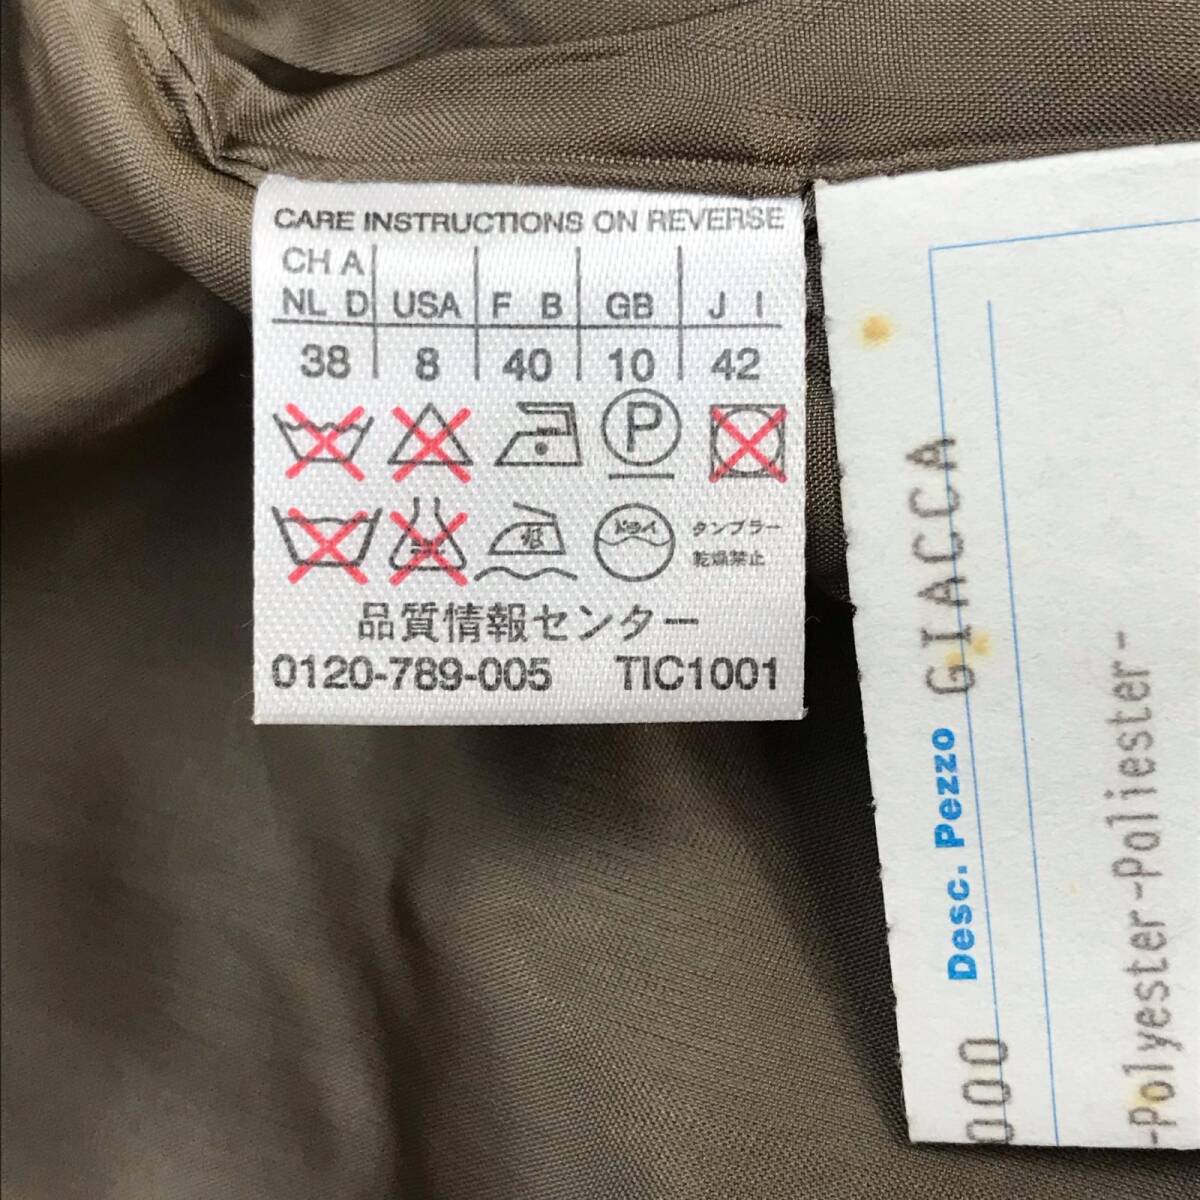 CARE INSTRUCTIONS ON REVERSE
CH A
NL D USA F B GB J I
38 8 40 10 42
P
ドライ タンブラー
乾燥禁止
品質情報センター
0120-789-005 TIC1001
000
Desc. Pezzo GIACCA
-Polyester-Poliester-